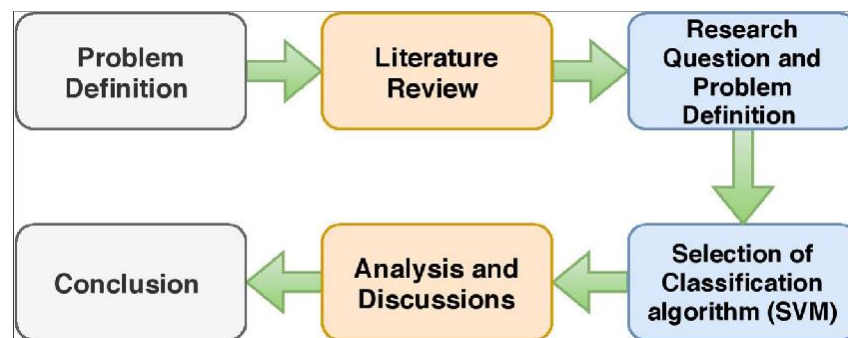 Problem
Definition
Literature
Review
Research
Question and
Problem
Definition
Selection of
Classification
algorithm (SVM)
Analysis and
Discussions
Conclusion